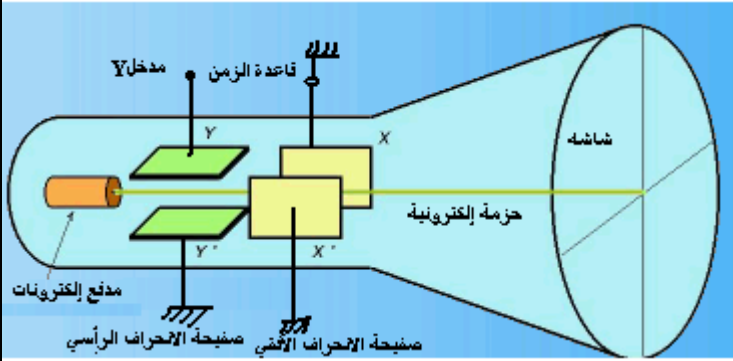 قاعدة الزمن
مدخلY
Y
X
شاشه
حزمة إلكترونية
Y'
X'
مدفع إلكترونات
صفيحة الانحراف الأفقي
صفيحة الانحراف الرأسي